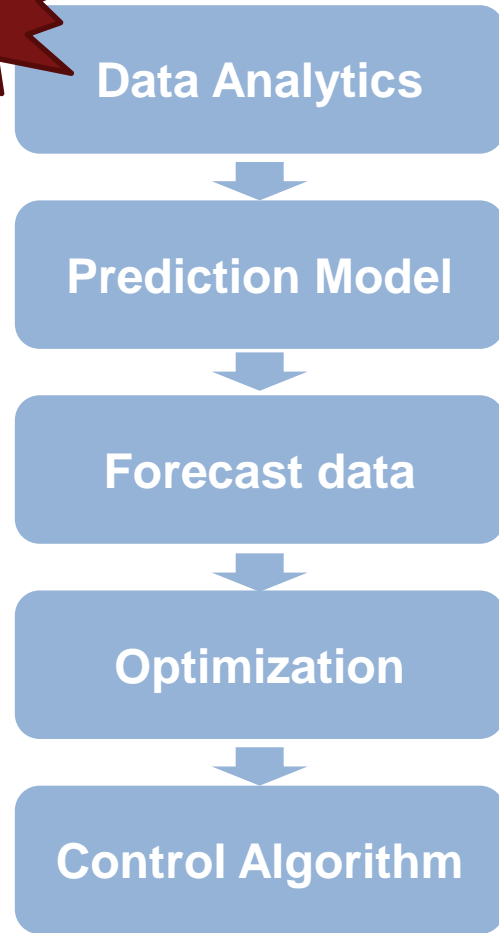 Data Analytics
Prediction Model
Forecast data
Optimization
Control Algorithm